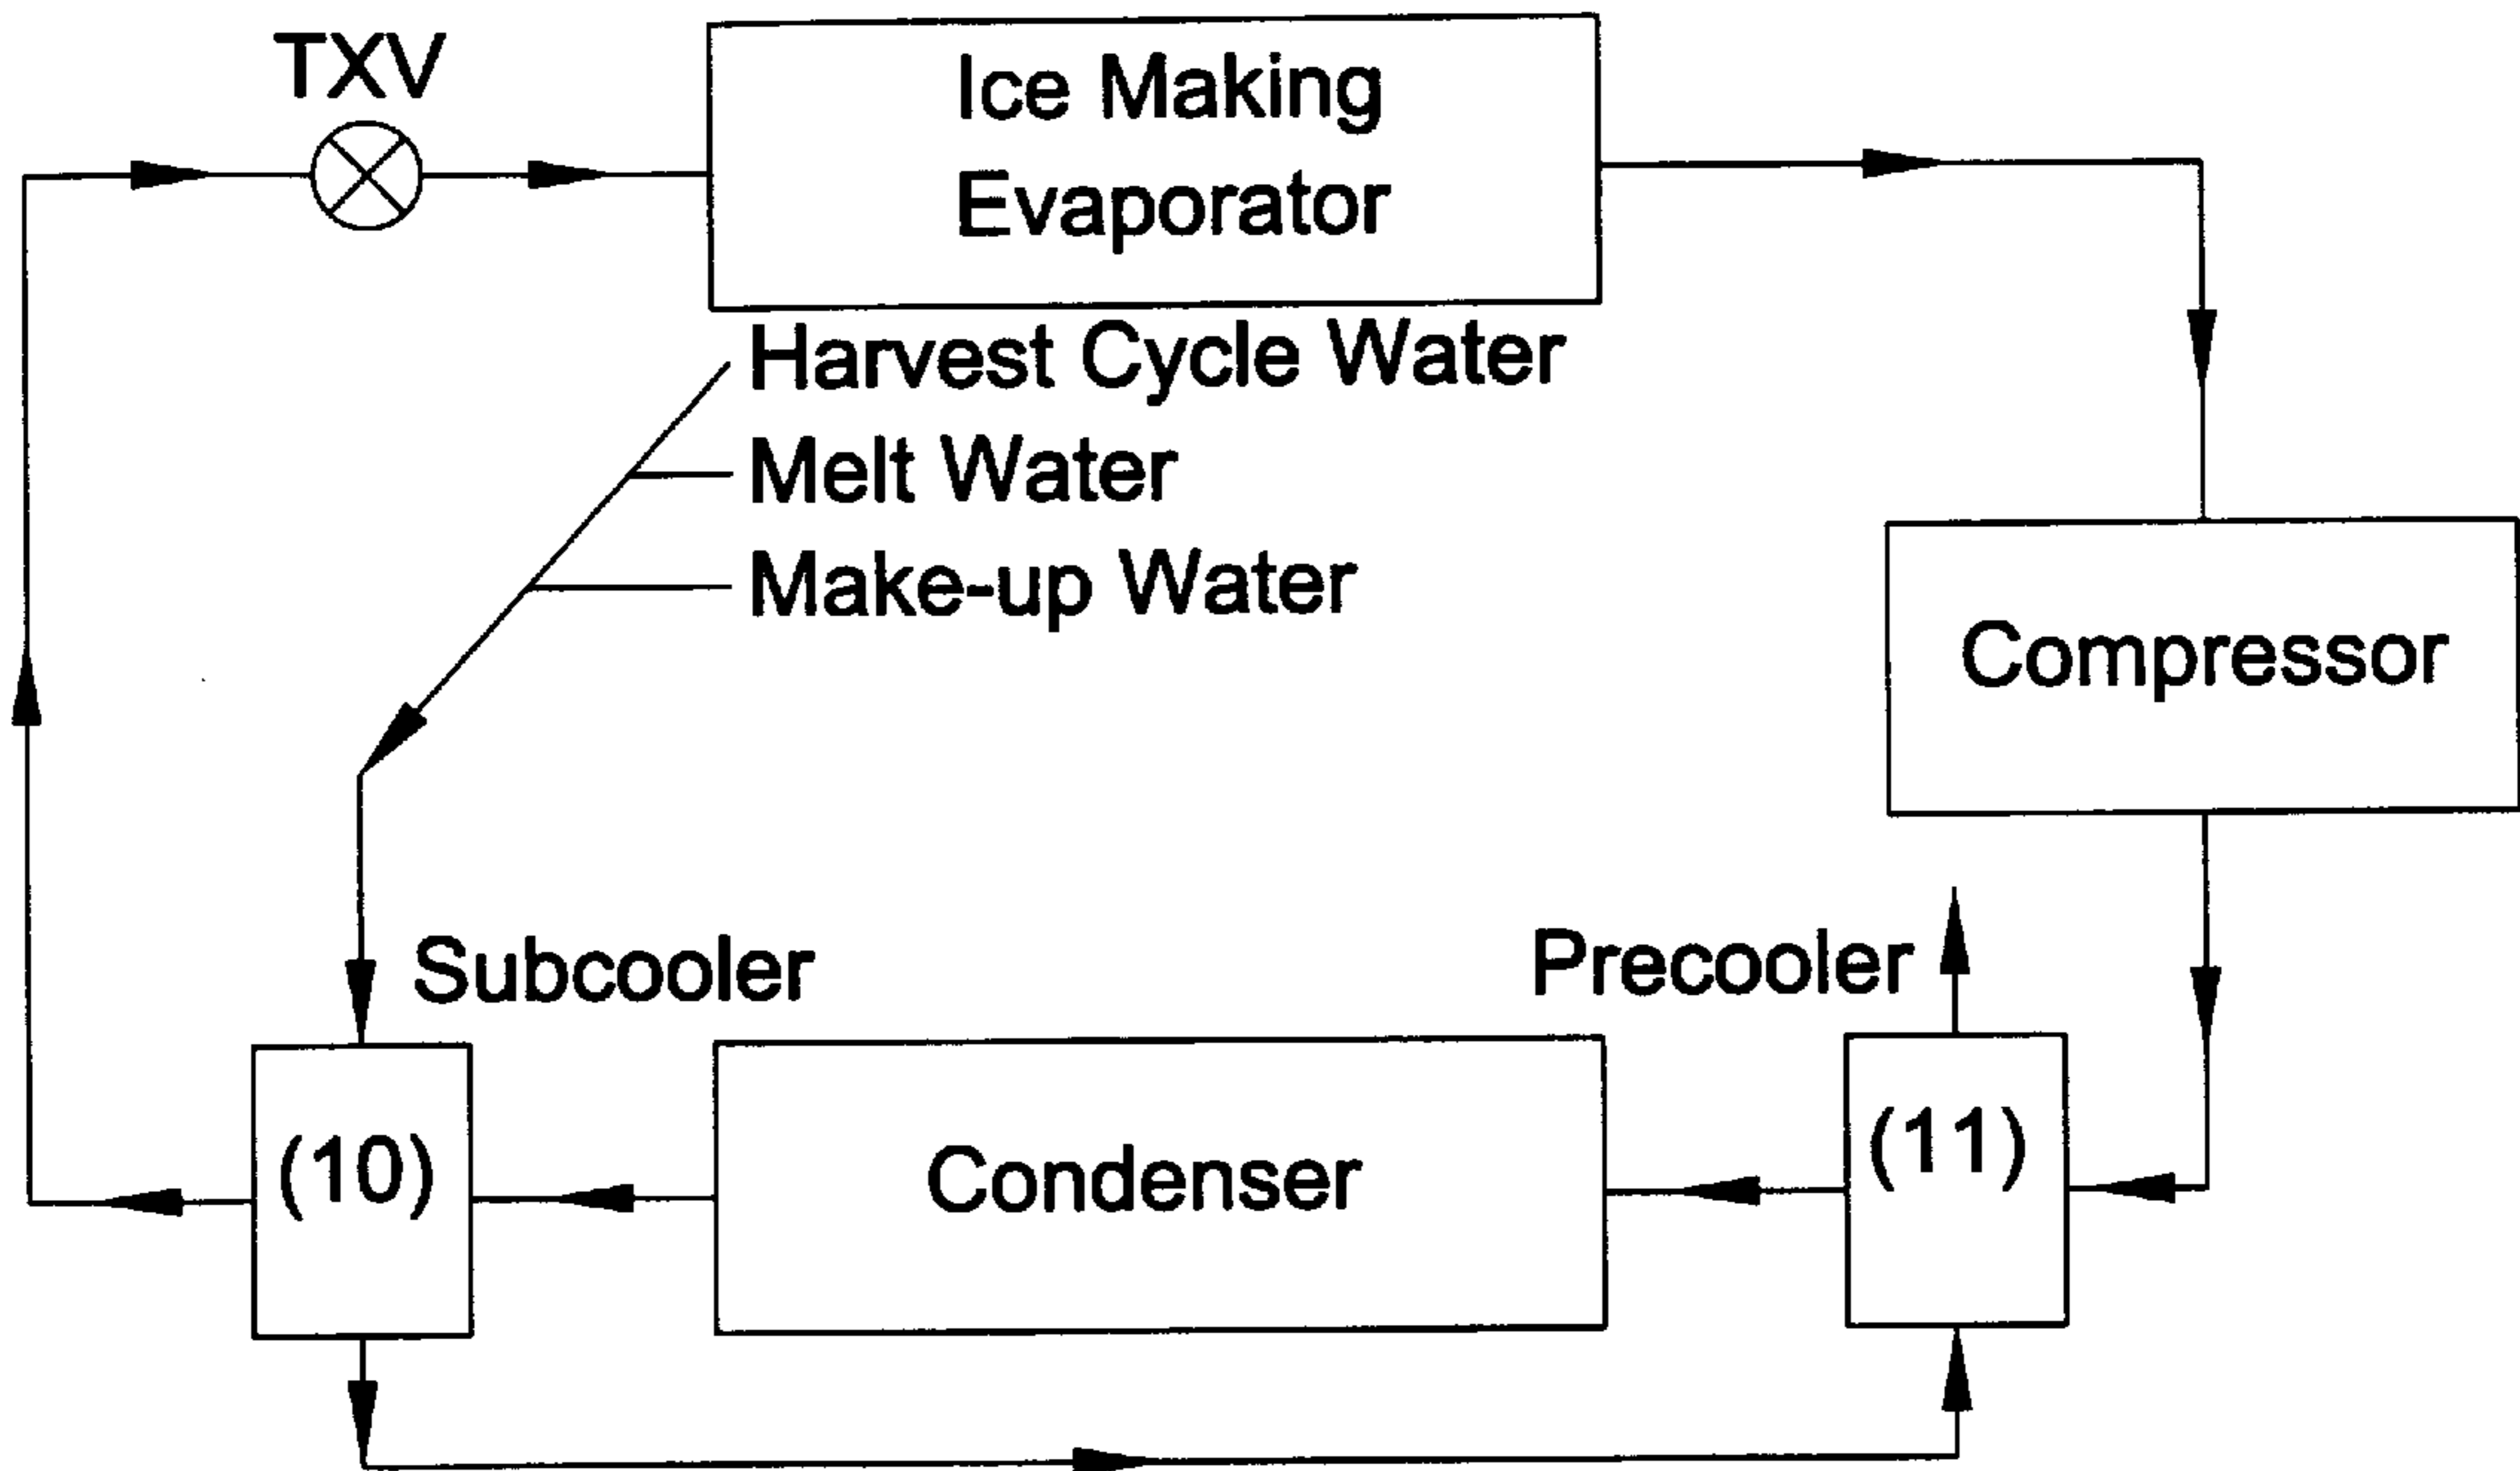 TXV
Ice Making
Evaporator
Harvest Cycle Water
Melt Water
Make-up Water
Compressor
Subcooler
Precooler
(10)
Condenser
(11)